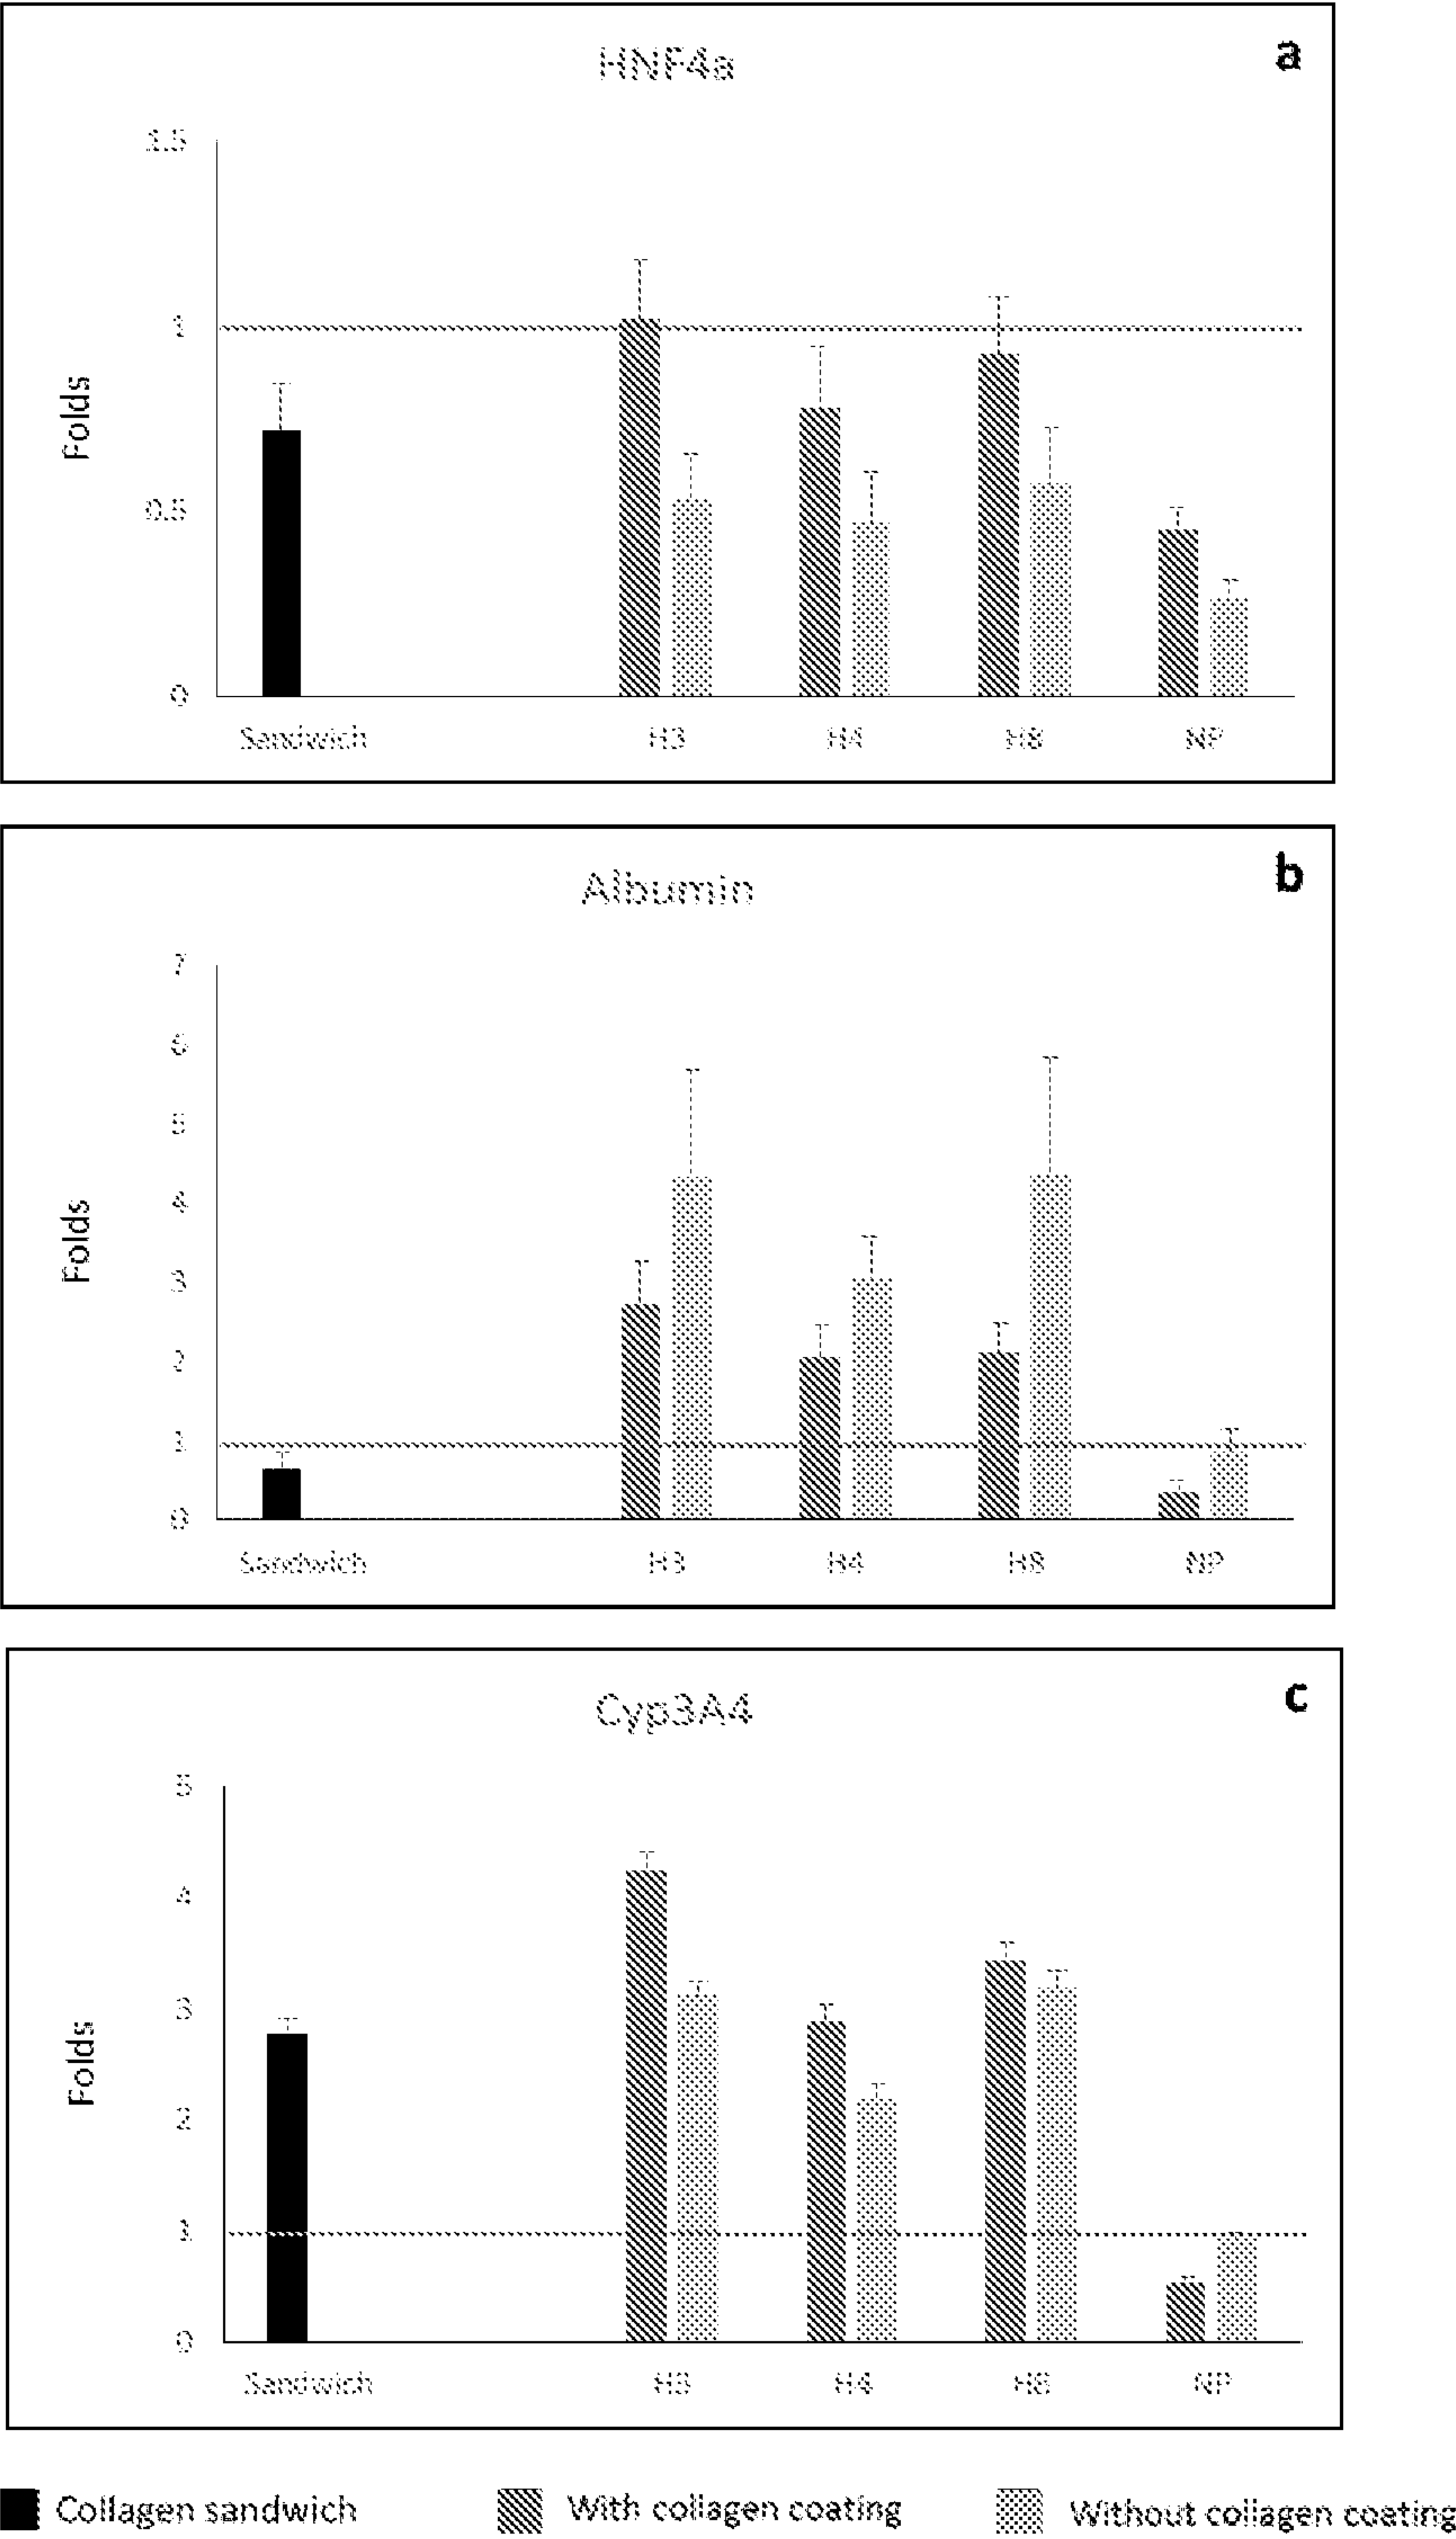 HNF4a
a
1.5
1
0.5
0
Folds
Sandwich H3 H4 H8 NP
Albumin
b
7
6
5
4
3
2
1
0
Folds
Sandwich H3 H4 H8 NP
Cyp3A4
c
5
4
3
2
1
0
Folds
Sandwich H3 H4 H8 NP
Collagen sandwich With collagen coating Without collagen coating